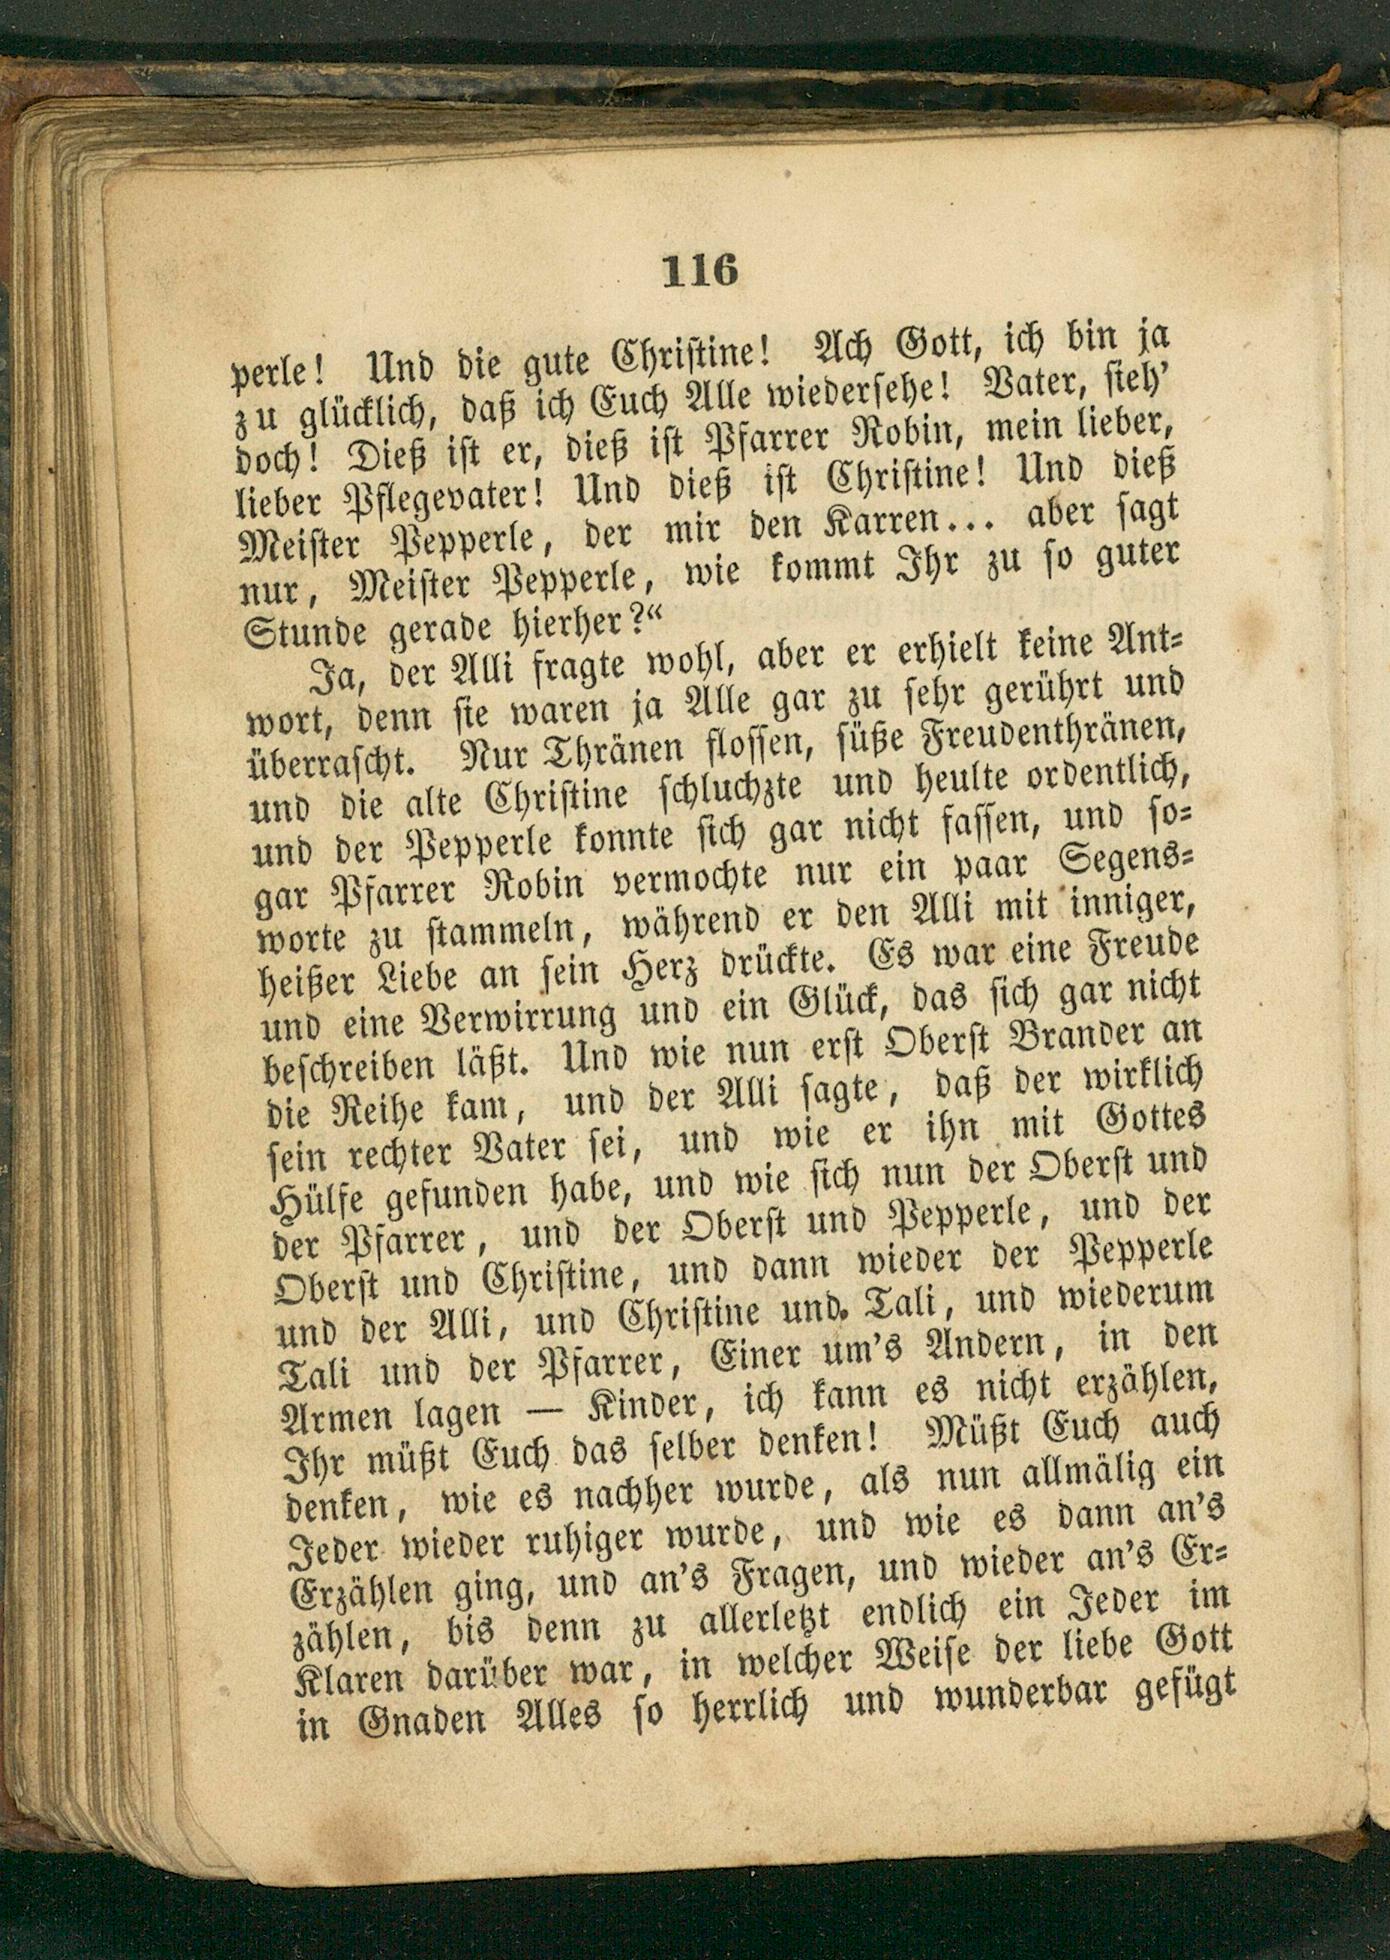 116
perle! Und die gute Christine! Ach Gott, ich bin ja
zu glücklich, daß ich Euch Alle wiedersehe! Vater, sieh’
doch! Dieß ist er, dieß ist Pfarrer Robin, mein lieber,
lieber Pflegevater! Und dieß ist Christine! Und dieß
Meister Pepperle, der mir den Karren... aber sagt
nur, Meister Pepperle, wie kommt Ihr zu so guter
Stunde gerade hierher?“
Ja, der Alli fragte wohl, aber er erhielt keine Ant-
wort, denn sie waren ja Alle gar zu sehr gerührt und
überrascht. Nur Thränen flossen, süße Freudenthränen,
und die alte Christine schluchzte und heulte ordentlich,
und der Pepperle konnte sich gar nicht fassen, und so-
gar Pfarrer Robin vermochte nur ein paar Segens-
worte zu stammeln, während er den Alli mit inniger,
heißer Liebe an sein Herz drückte. Es war eine Freude
und eine Verwirrung und ein Glück, das sich gar nicht
beschreiben läßt. Und wie nun erst Oberst Brander an
die Reihe kam, und der Alli sagte, daß der wirklich
sein rechter Vater sei, und wie er ihn mit Gottes
Hülfe gefunden habe, und wie sich nun der Oberst und
der Pfarrer, und der Oberst und Pepperle, und der
Oberst und Christine, und dann wieder der Pepperle
und der Alli, und Christine und. Tali, und wiederum
Tali und der Pfarrer, Einer um’s Andern, in den
Armen lagen — Kinder, ich kann es nicht erzählen,
Ihr müßt Euch das selber denken! Müßt Euch auch
denken, wie es nachher wurde, als nun allmälig ein
Jeder wieder ruhiger wurde, und wie es dann an’s
Erzählen ging, und an’s Fragen, und wieder an’s Er-
zählen, bis denn zu allerletzt endlich ein Jeder im
Klaren darüber war, in welcher Weise der liebe Gott
in Gnaden Alles so herrlich und wunderbar gefügt